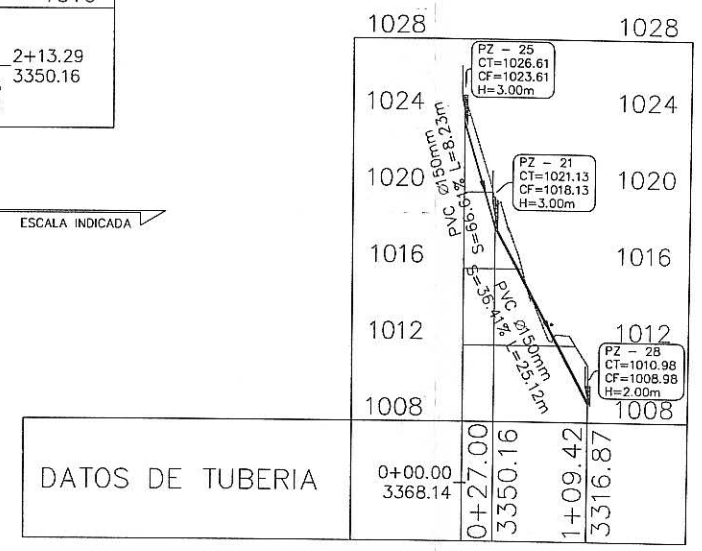 2+13.29
3350.16
ESCALA INDICADA
1028
1028
PZ - 25
CT=1026.61
CF=1023.61
H=3.00m
1024
1024
PVC Ø150mm
S=66.61% L=8.23m
PZ - 21
CT=1021.13
CF=1018.13
H=3.00m
1020
1020
1016
1016
PVC Ø150mm
S=36.41% L=25.12m
1012
1012
PZ - 28
CT=1010.98
CF=1008.98
H=2.00m
1008
1008
DATOS DE TUBERIA
0+00.00
3368.14
0+27.00
3350.16
1+09.42
3316.87